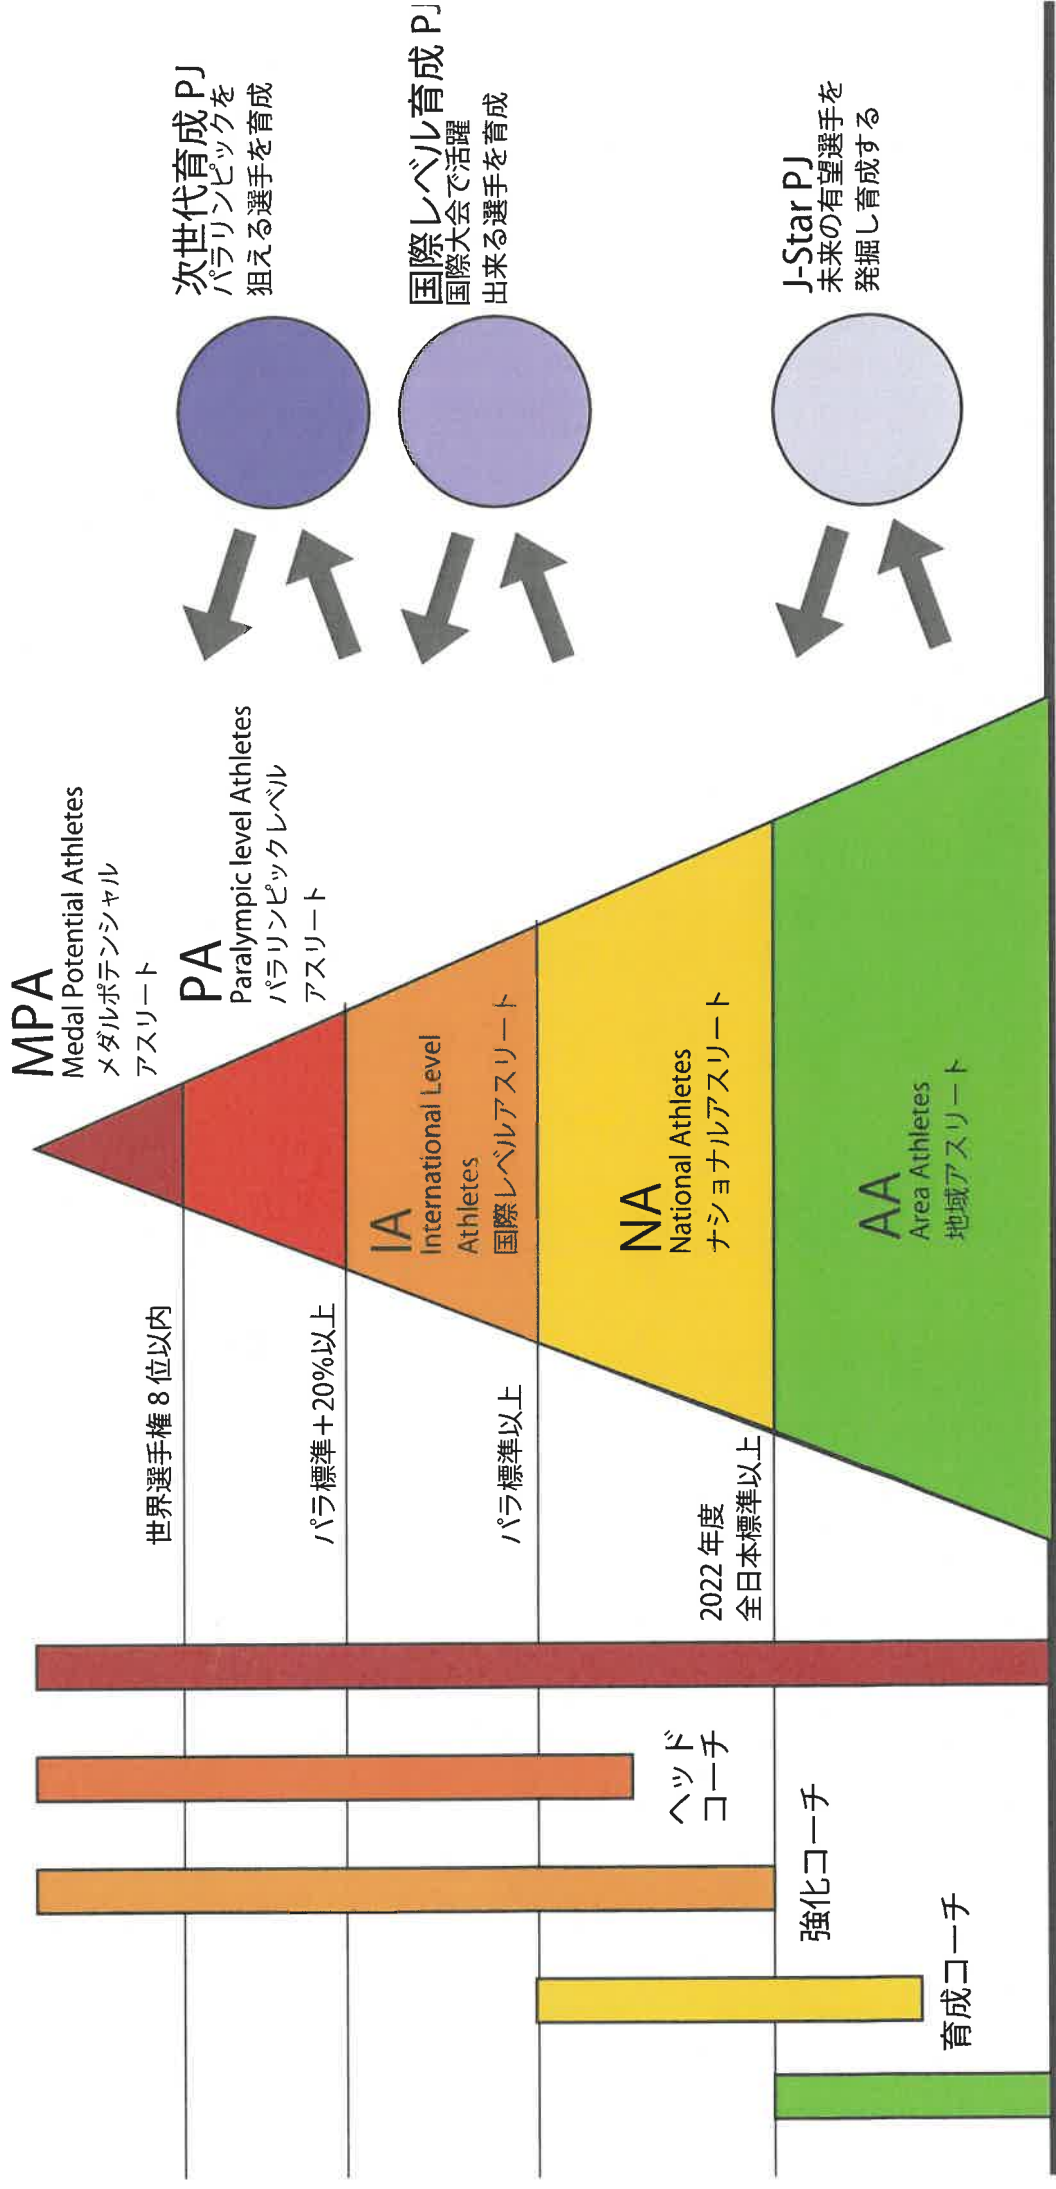 MPA
Medal Potential Athletes
メダルポテンシャル
アスリート
PA
Paralympic level Athletes
パラリンピックレベル
アスリート
IA
International Level
Athletes
国際レベルアスリート
NA
National Athletes
ナショナルアスリート
AA
Area Athletes
地域アスリート
世界選手権8位以内
パラ標準+20%以上
パラ標準以上
2022年度
全日本標準以上
ヘッド
コーチ
強化コーチ
育成コーチ
次世代育成PJ
パラリンピックを
狙える選手を育成
国際レベル育成PJ
国際大会で活躍
出来る選手を育成
J-Star PJ
未来の有望選手を
発掘し育成する